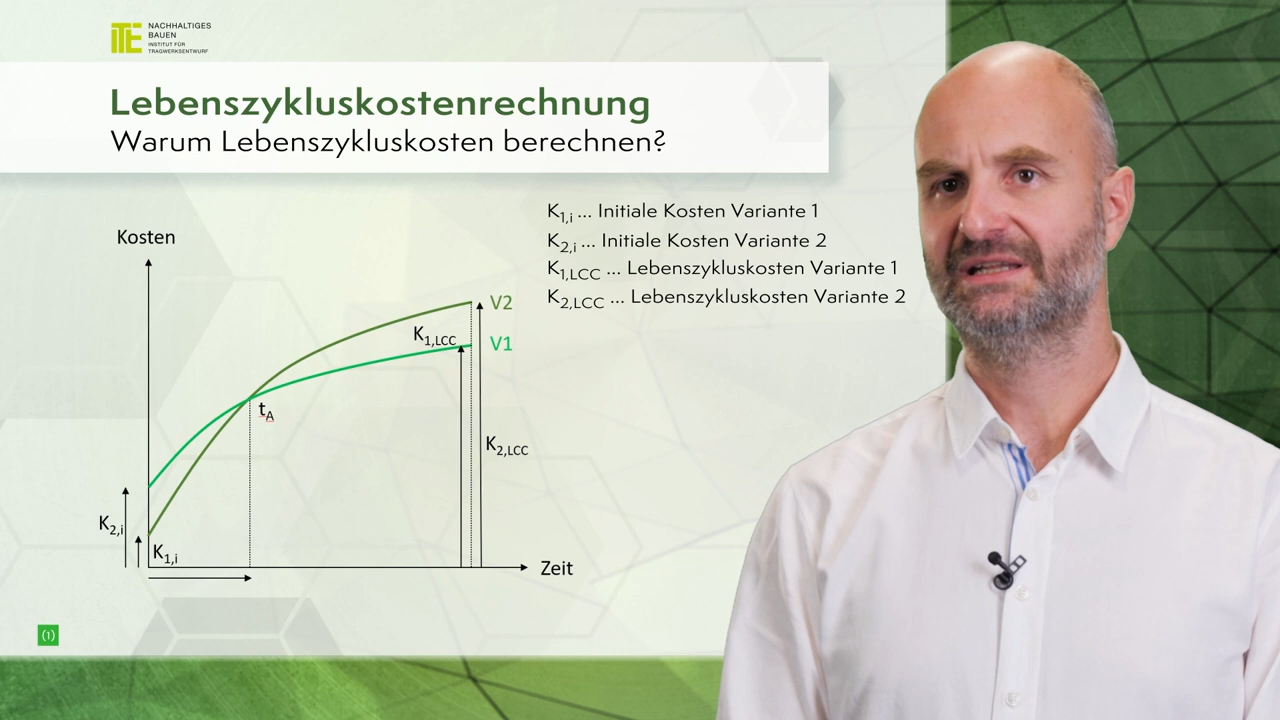 ITE
NACHHALTIGES
BAUEN
INSTITUT FÜR
TRAGWERKSENTWURF
Lebenszykluskostenrechnung
Warum Lebenszykluskosten berechnen?
K1,i ... Initiale Kosten Variante 1
K2,i ... Initiale Kosten Variante 2
K1,LCC ... Lebenszykluskosten Variante 1
K2,LCC ... Lebenszykluskosten Variante 2
Kosten
V2
K1,LCC
V1
tA
K2,LCC
K2,i
K1,i
Zeit
(1)